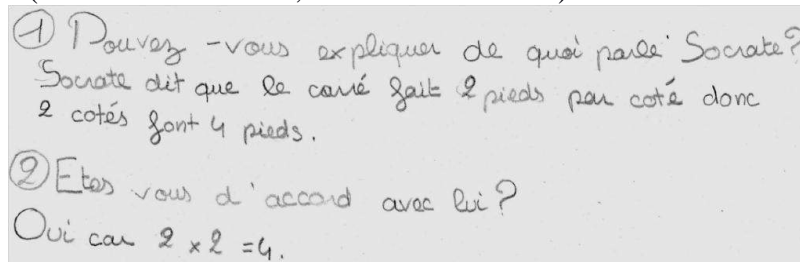 ① Pouvez-vous expliquer de quoi parle Socrate?
Socrate dit que le carré fait 2 pieds par coté donc
2 cotés font 4 pieds.
② Etes vous d'accord avec lui?
Oui car 2 x 2 = 4.